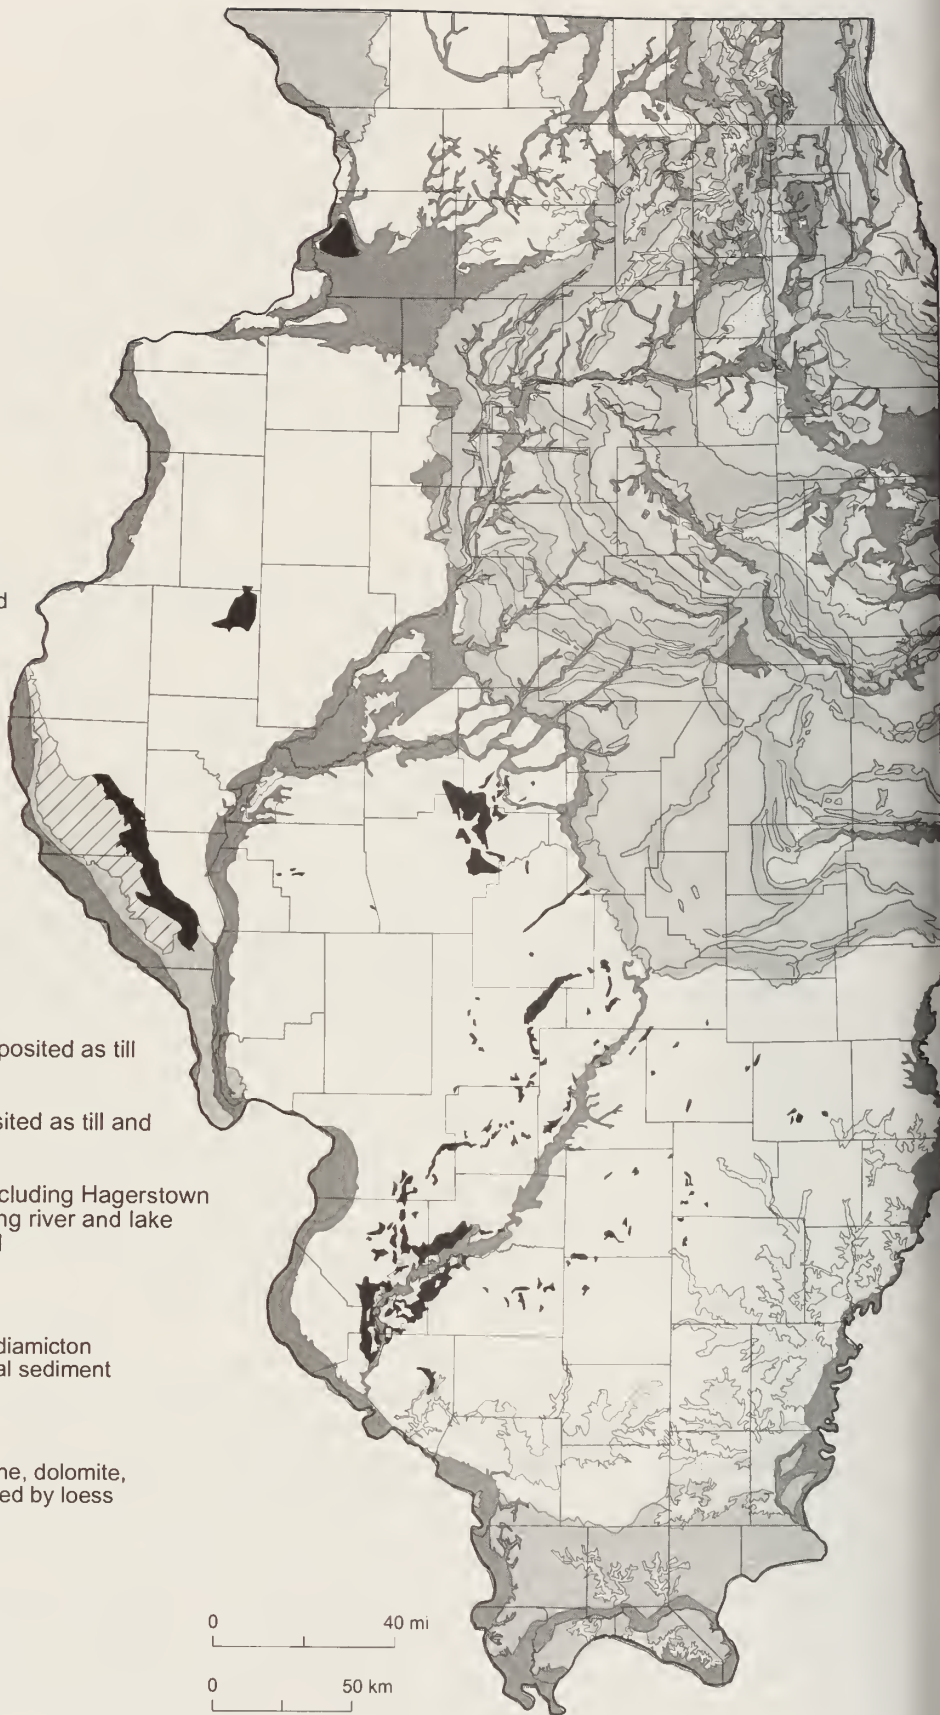 d
posited as till
sited as till and
cluding Hagerstown
ng river and lake
diamicton
al sediment
ne, dolomite,
ed by loess
0 40 mi
0 50 km